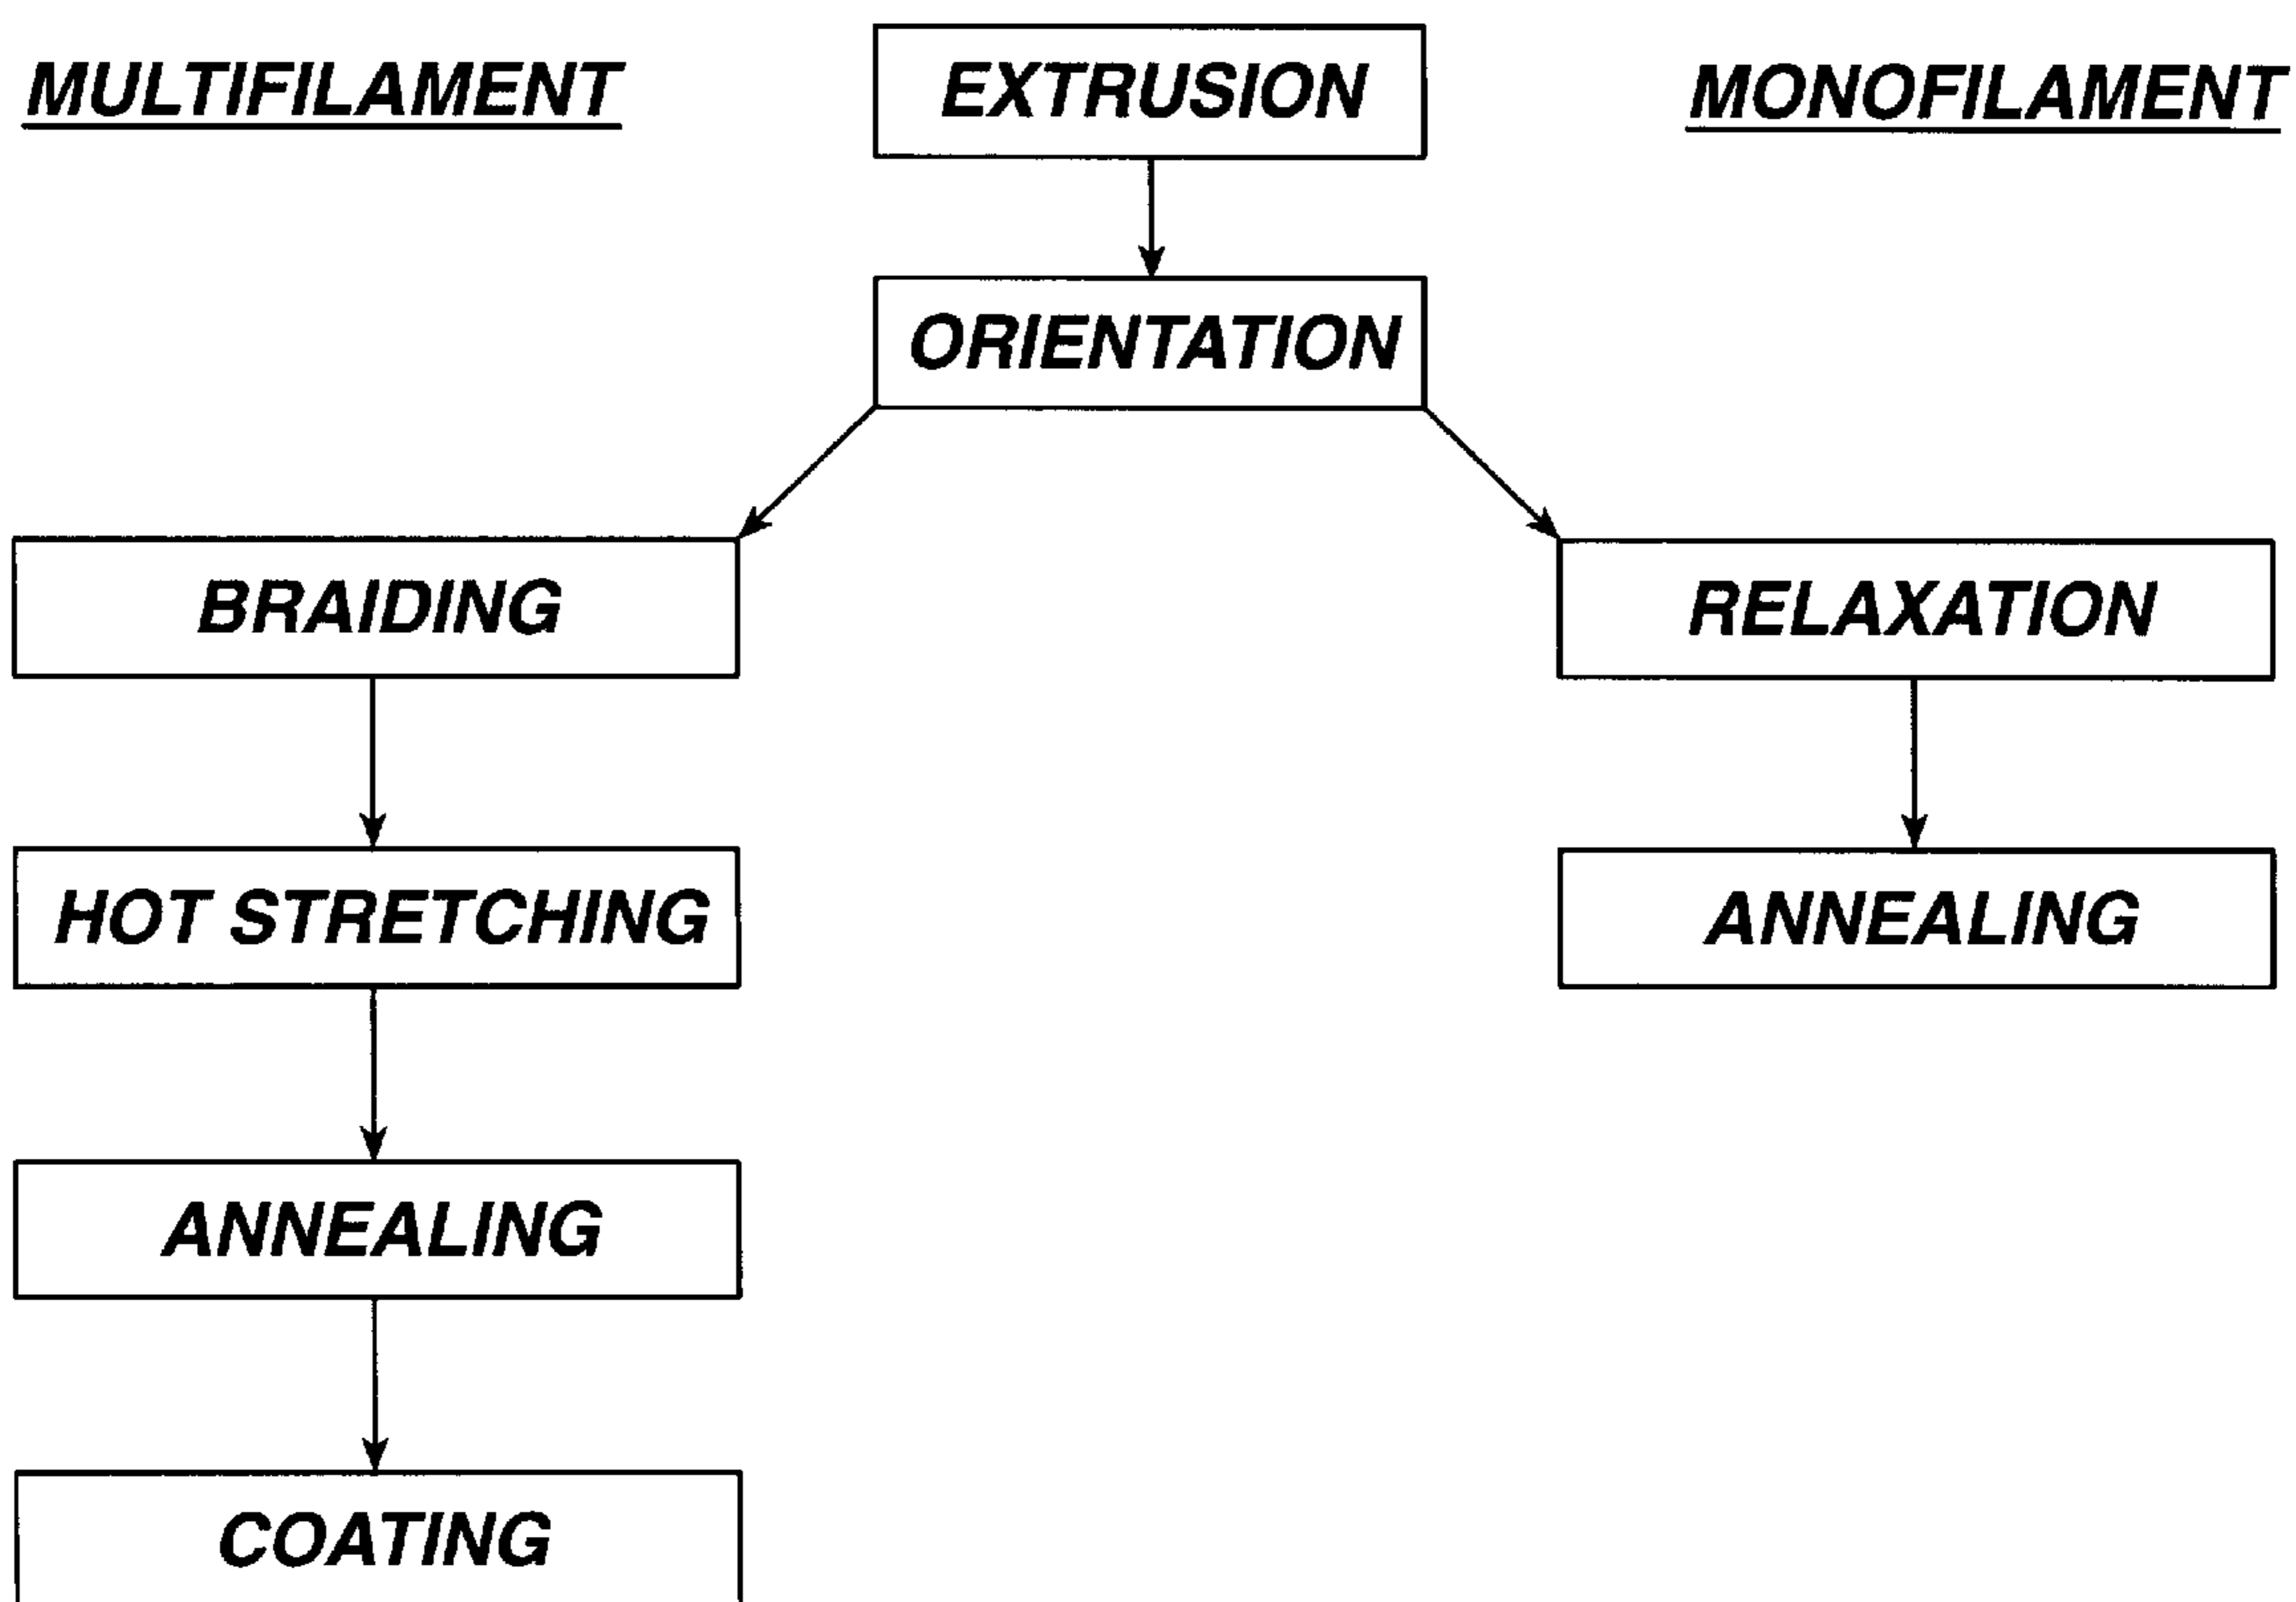 MULTIFILAMENT
EXTRUSION
MONOFILAMENT
ORIENTATION
BRAIDING
RELAXATION
HOT STRETCHING
ANNEALING
ANNEALING
COATING